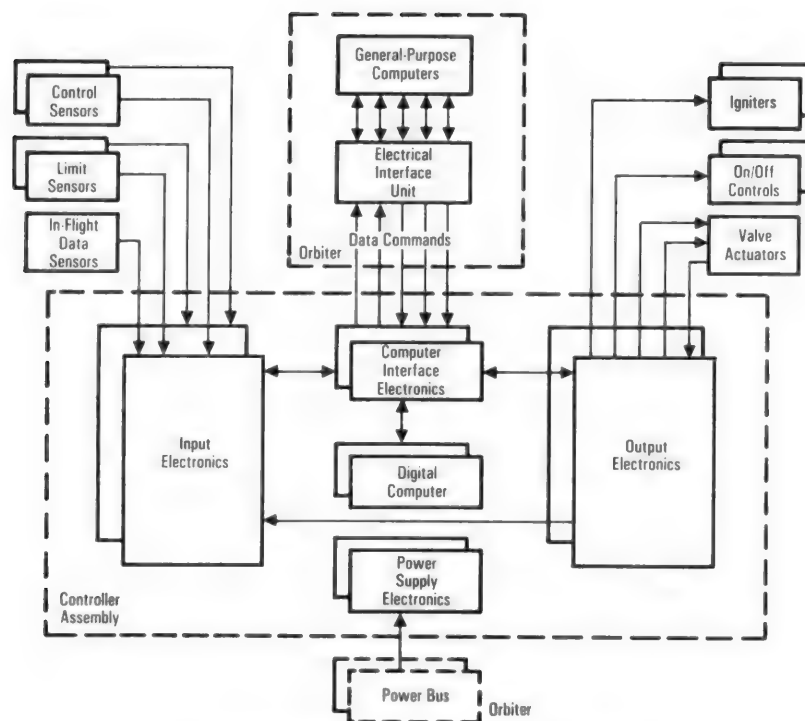 General-Purpose
Computers
Control
Sensors
Igniters
Limit
Sensors
Electrical
Interface
Unit
On/Off
Controls
In-Flight
Data
Sensors
Data Commands
Orbiter
Valve
Actuators
Computer
Interface
Electronics
Input
Electronics
Output
Electronics
Digital
Computer
Power
Supply
Electronics
Controller
Assembly
Power Bus
Orbiter